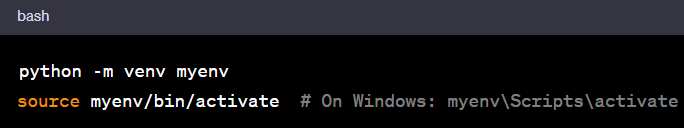 bash
python -m venv myenv
source myenv/bin/activate  # On Windows: myenv\Scripts\activate